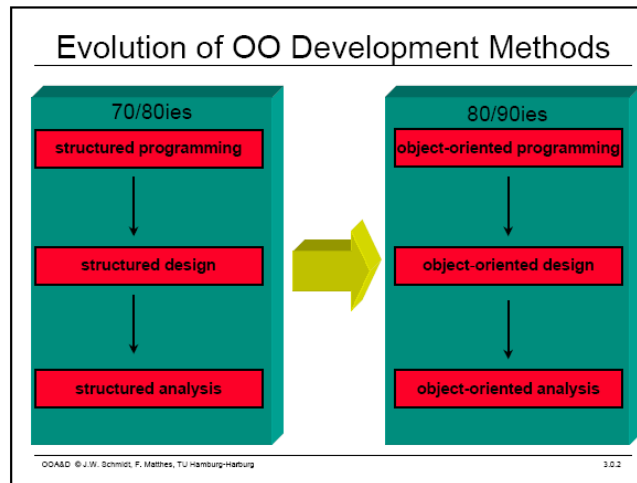 Evolution of OO Development Methods
70/80ies
structured programming
structured design
structured analysis
80/90ies
object-oriented programming
object-oriented design
object-oriented analysis
OOA&D © J.W. Schmidt, F. Matthes, TU Hamburg-Harburg
3.0.2